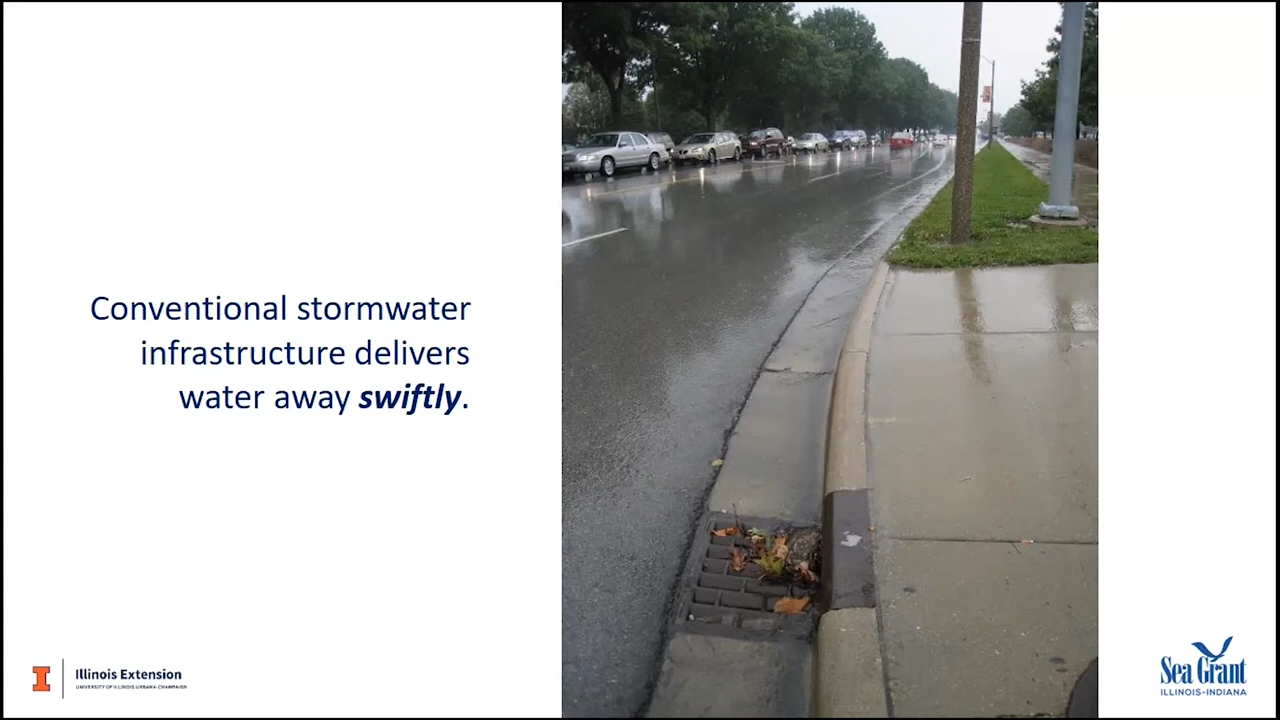 Conventional stormwater
infrastructure delivers
water away swiftly.
Illinois Extension
UNIVERSITY OF ILLINOIS URBANA-CHAMPAIGN
Sea Grant
ILLINOIS-INDIANA